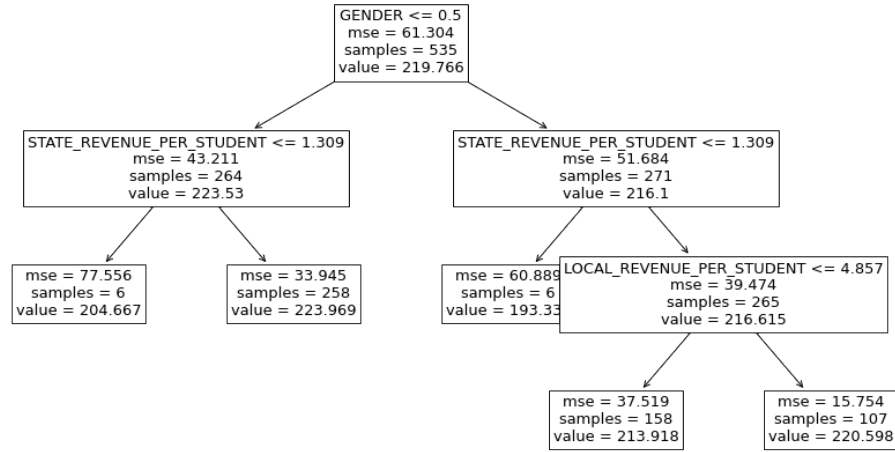 GENDER <= 0.5
mse = 61.304
samples = 535
value = 219.766
STATE_REVENUE_PER_STUDENT <= 1.309
mse = 43.211
samples = 264
value = 223.53
STATE_REVENUE_PER_STUDENT <= 1.309
mse = 51.684
samples = 271
value = 216.1
mse = 77.556
samples = 6
value = 204.667
mse = 33.945
samples = 258
value = 223.969
mse = 60.889
samples = 6
value = 193.33
LOCAL_REVENUE_PER_STUDENT <= 4.857
mse = 39.474
samples = 265
value = 216.615
mse = 37.519
samples = 158
value = 213.918
mse = 15.754
samples = 107
value = 220.598